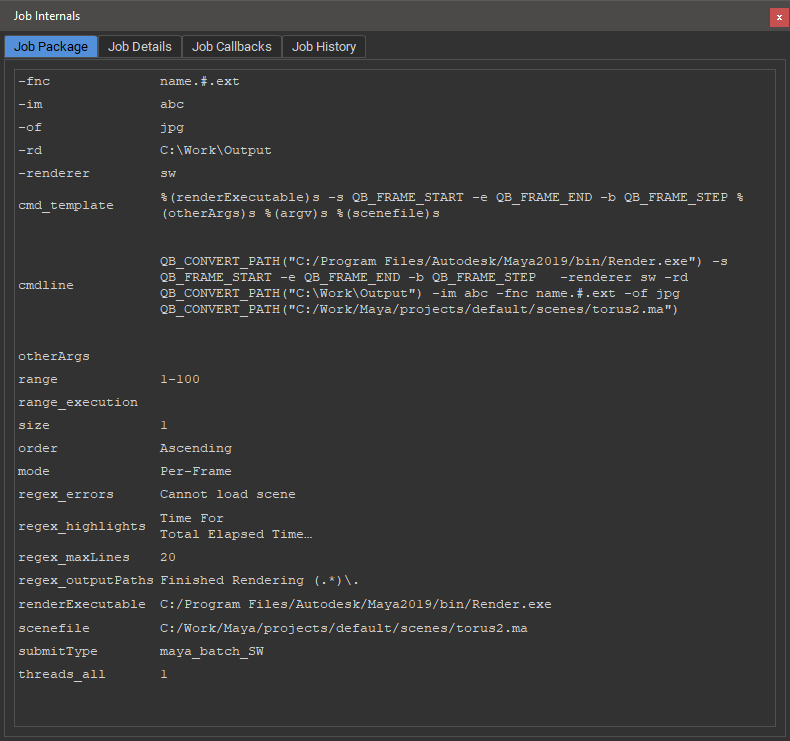 Job Internals
x
Job Package Job Details Job Callbacks Job History
-fnc name.#.ext
-im abc
-of jpg
-rd C:\Work\Output
-renderer sw
cmd_template %(renderExecutable)s -s QB_FRAME_START -e QB_FRAME_END -b QB_FRAME_STEP %
(otherArgs)s %(argv)s %(scenefile)s
QB_CONVERT_PATH("C:/Program Files/Autodesk/Maya2019/bin/Render.exe") -s
QB_FRAME_START -e QB_FRAME_END -b QB_FRAME_STEP   -renderer sw -rd
cmdline QB_CONVERT_PATH("C:\Work\Output") -im abc -fnc name.#.ext -of jpg
QB_CONVERT_PATH("C:/Work/Maya/projects/default/scenes/torus2.ma")
otherArgs
range 1-100
range_execution
size 1
order Ascending
mode Per-Frame
regex_errors Cannot load scene
regex_highlights Time For
Total Elapsed Time…
regex_maxLines 20
regex_outputPaths Finished Rendering (.*)\.
renderExecutable C:/Program Files/Autodesk/Maya2019/bin/Render.exe
scenefile C:/Work/Maya/projects/default/scenes/torus2.ma
submitType maya_batch_SW
threads_all 1